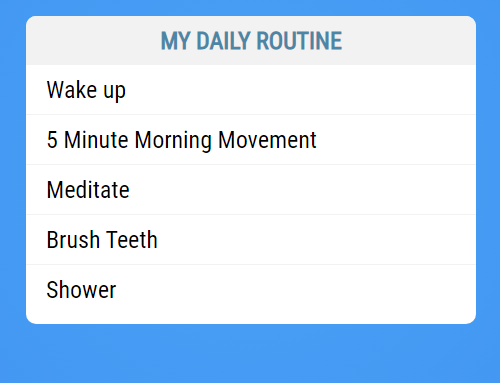 MY DAILY ROUTINE
Wake up
5 Minute Morning Movement
Meditate
Brush Teeth
Shower